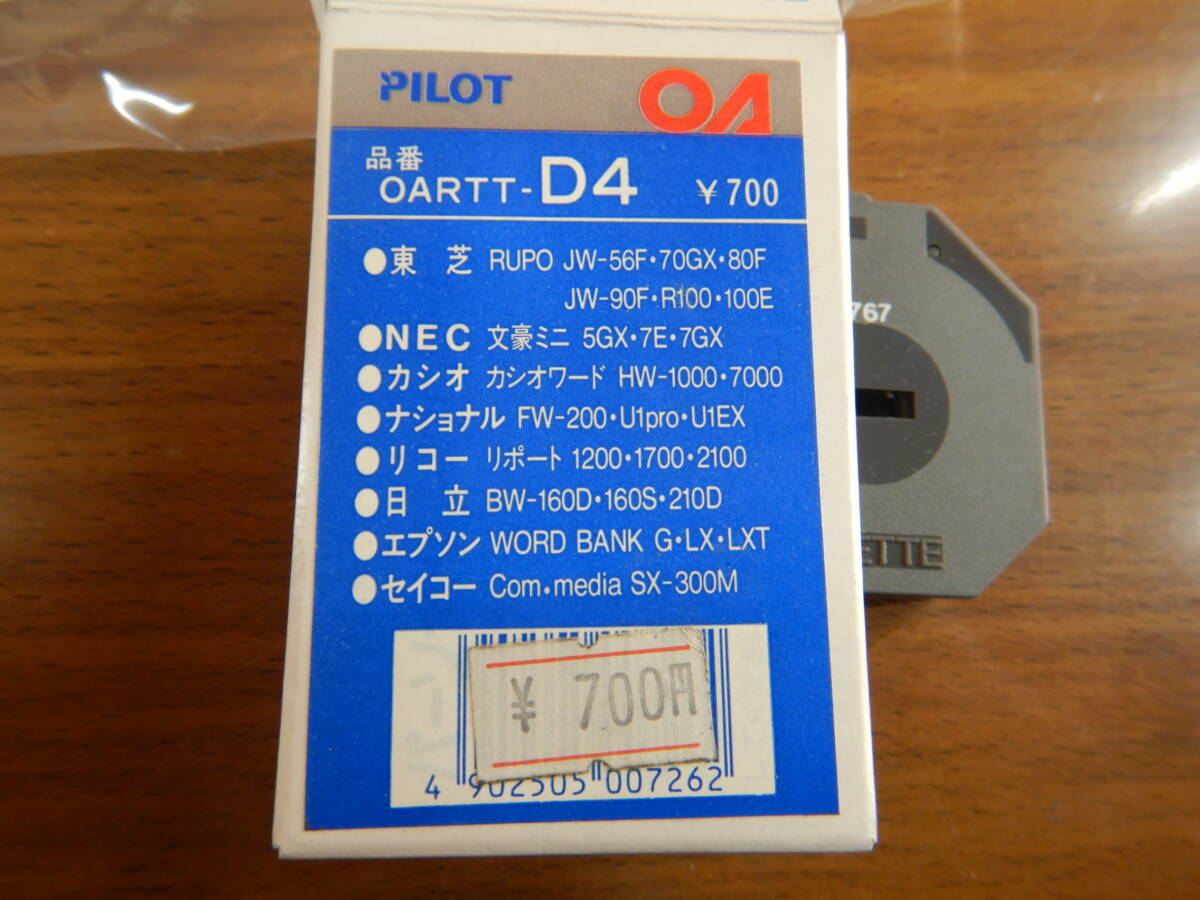 PILOT OA
品番
OARTT-D4 ¥700
●東芝 RUPO JW-56F・70GX・80F
JW-90F・R100・100E
●NEC 文豪ミニ 5GX・7E・7GX
●カシオ カシオワード HW-1000・7000
●ナショナル FW-200・U1pro・U1EX
●リコー リポート 1200・1700・2100
●日立 BW-160D・160S・210D
●エプソン WORD BANK G・LX・LXT
●セイコー Com.media SX-300M
¥ 700円
4 902505 007262
767
ETTE